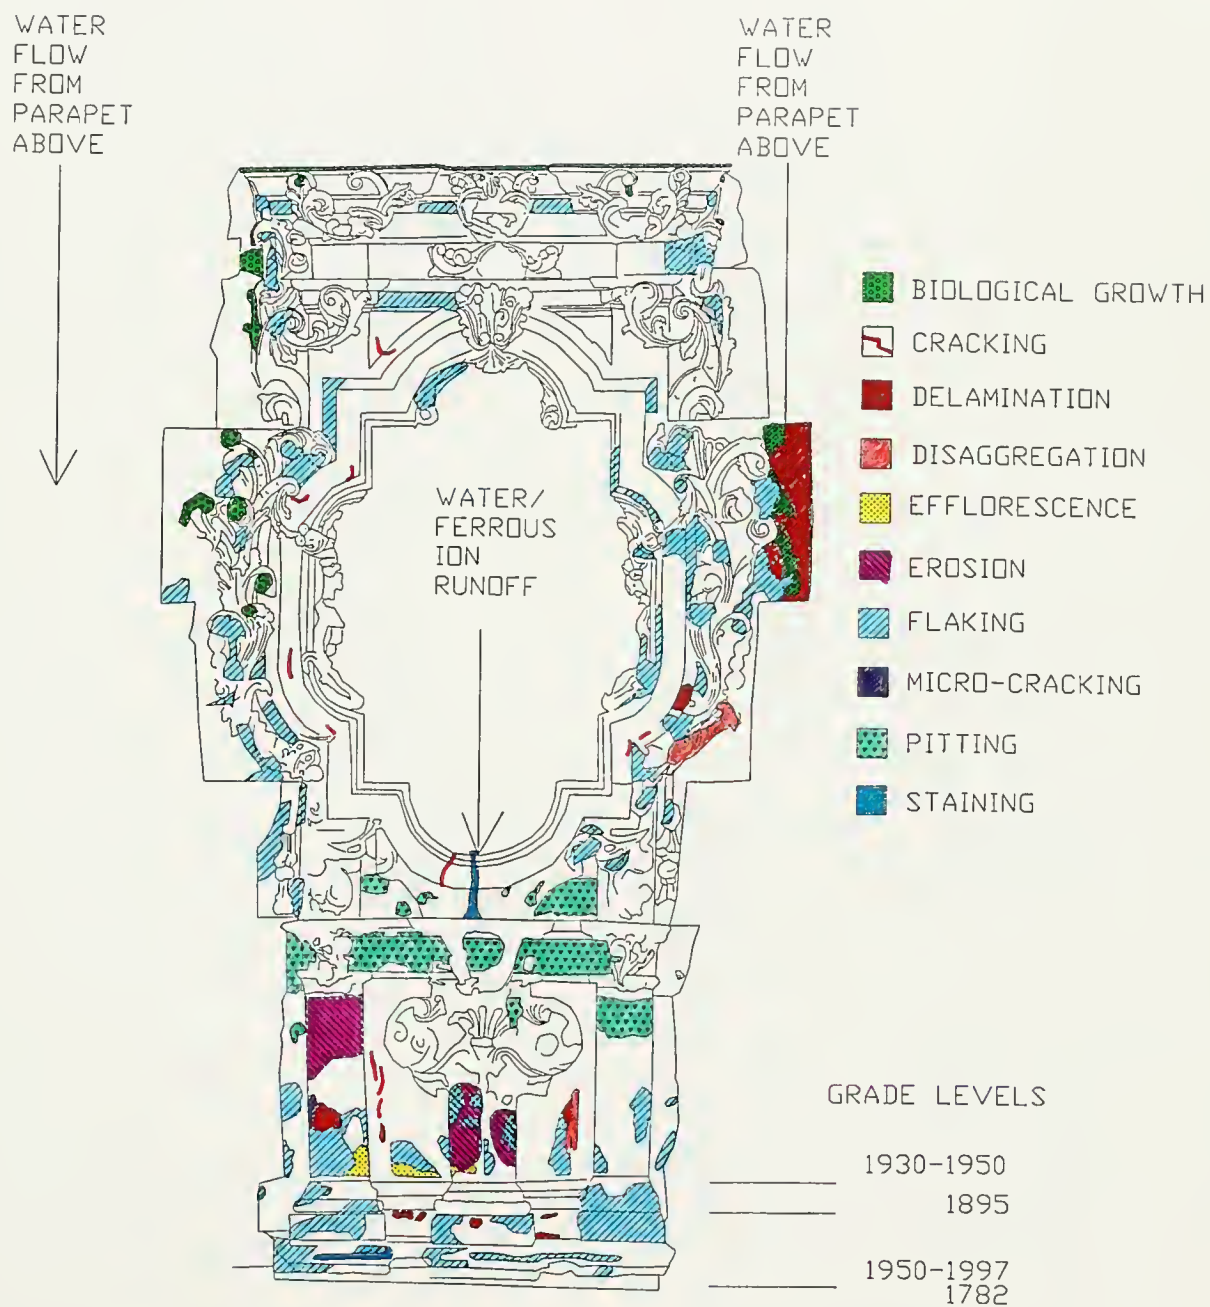 WATER
FLOW
FROM
PARAPET
ABOVE
WATER
FLOW
FROM
PARAPET
ABOVE
BIOLOGICAL GROWTH
CRACKING
DELAMINATION
DISAGGREGATION
EFFLORESCENCE
EROSION
FLAKING
MICRO-CRACKING
PITTING
STAINING
WATER/
FERROUS
ION
RUNOFF
GRADE LEVELS
1930-1950
1895
1950-1997
1782